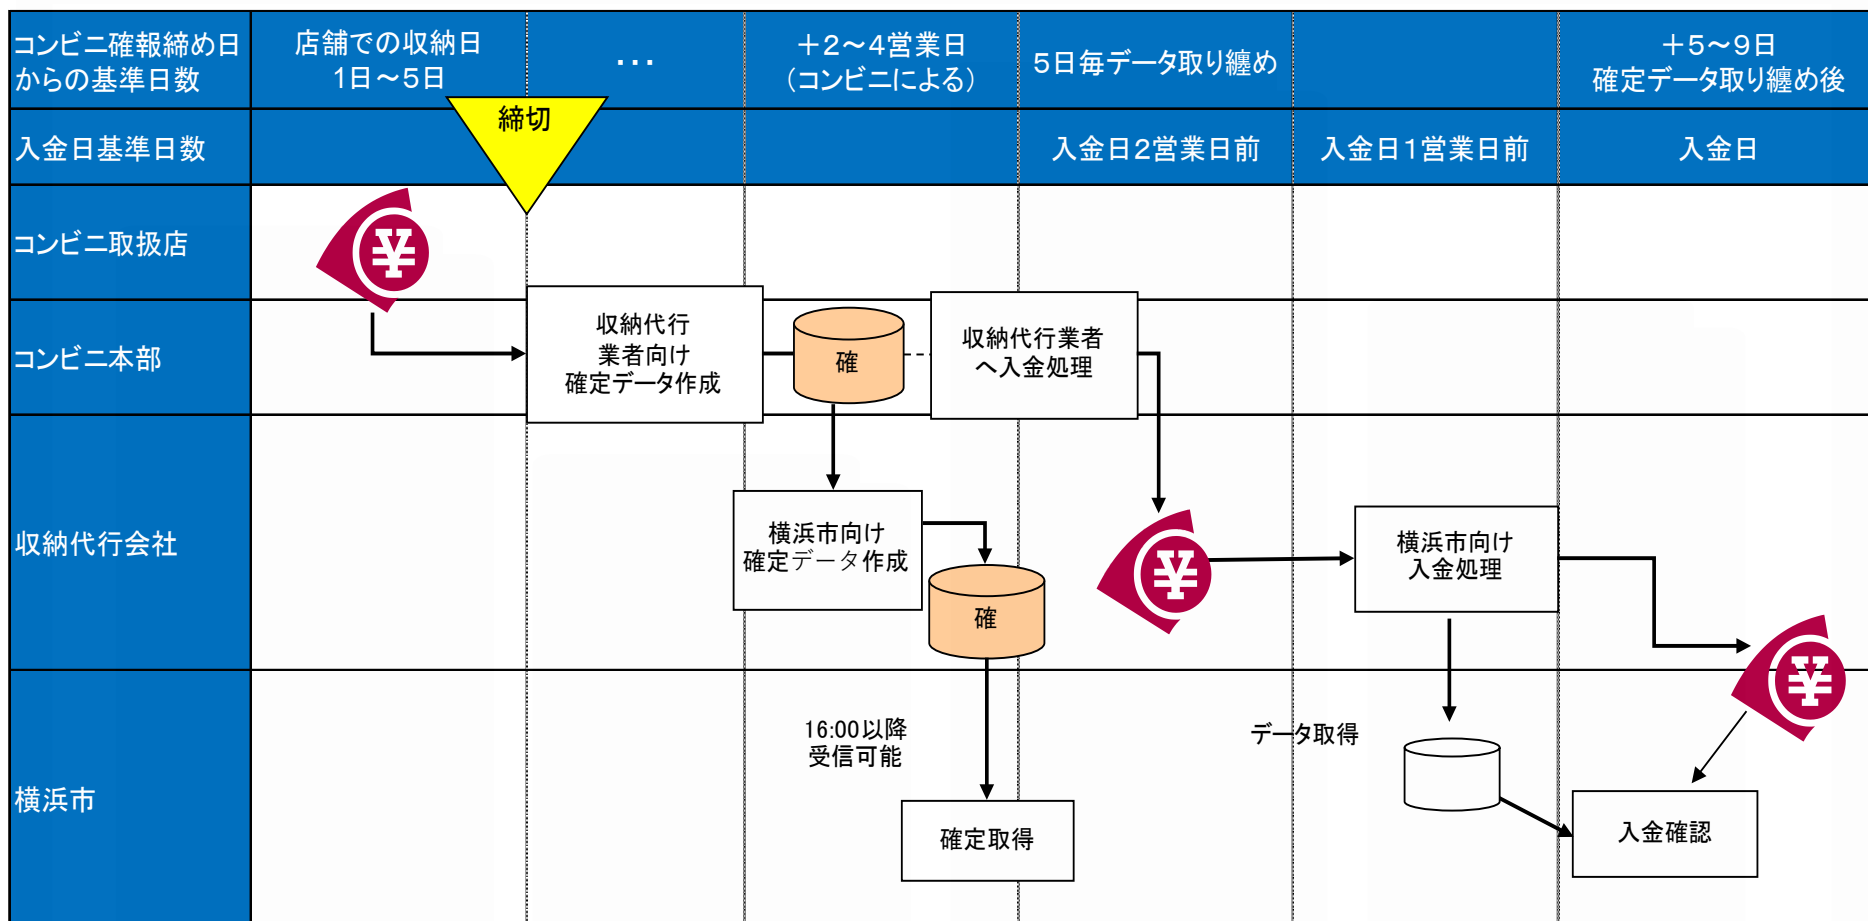 コンビニ確報締め日
からの基準日数
店舗での収納日
1日～5日
・・・
＋2～4営業日
（コンビニによる）
5日毎データ取り纏め
＋5～9日
確定データ取り纏め後
締切
入金日基準日数
入金日2営業日前
入金日1営業日前
入金日
コンビニ取扱店
¥
コンビニ本部
収納代行
業者向け
確定データ作成
確
収納代行業者
へ入金処理
収納代行会社
横浜市向け
確定データ作成
確
¥
横浜市向け
入金処理
¥
横浜市
16:00以降
受信可能
確定取得
データ取得
入金確認